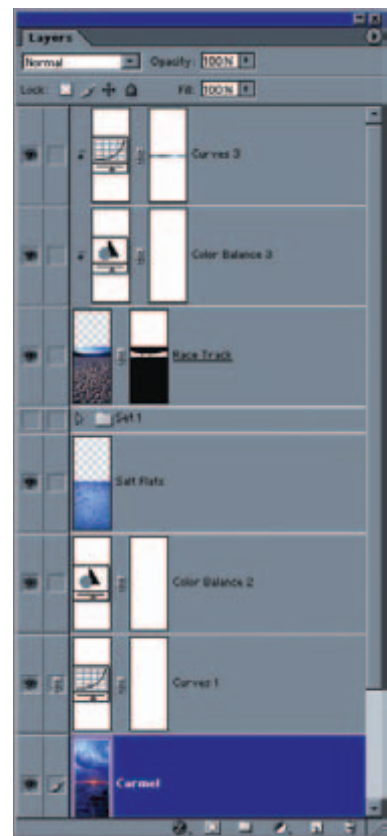 Layers
Normal Opacity: 100%
Lock: Fill: 100%
Curves 3
Color Balance 3
Race Track
Set 1
Salt Flats
Color Balance 2
Curves 1
Carmel